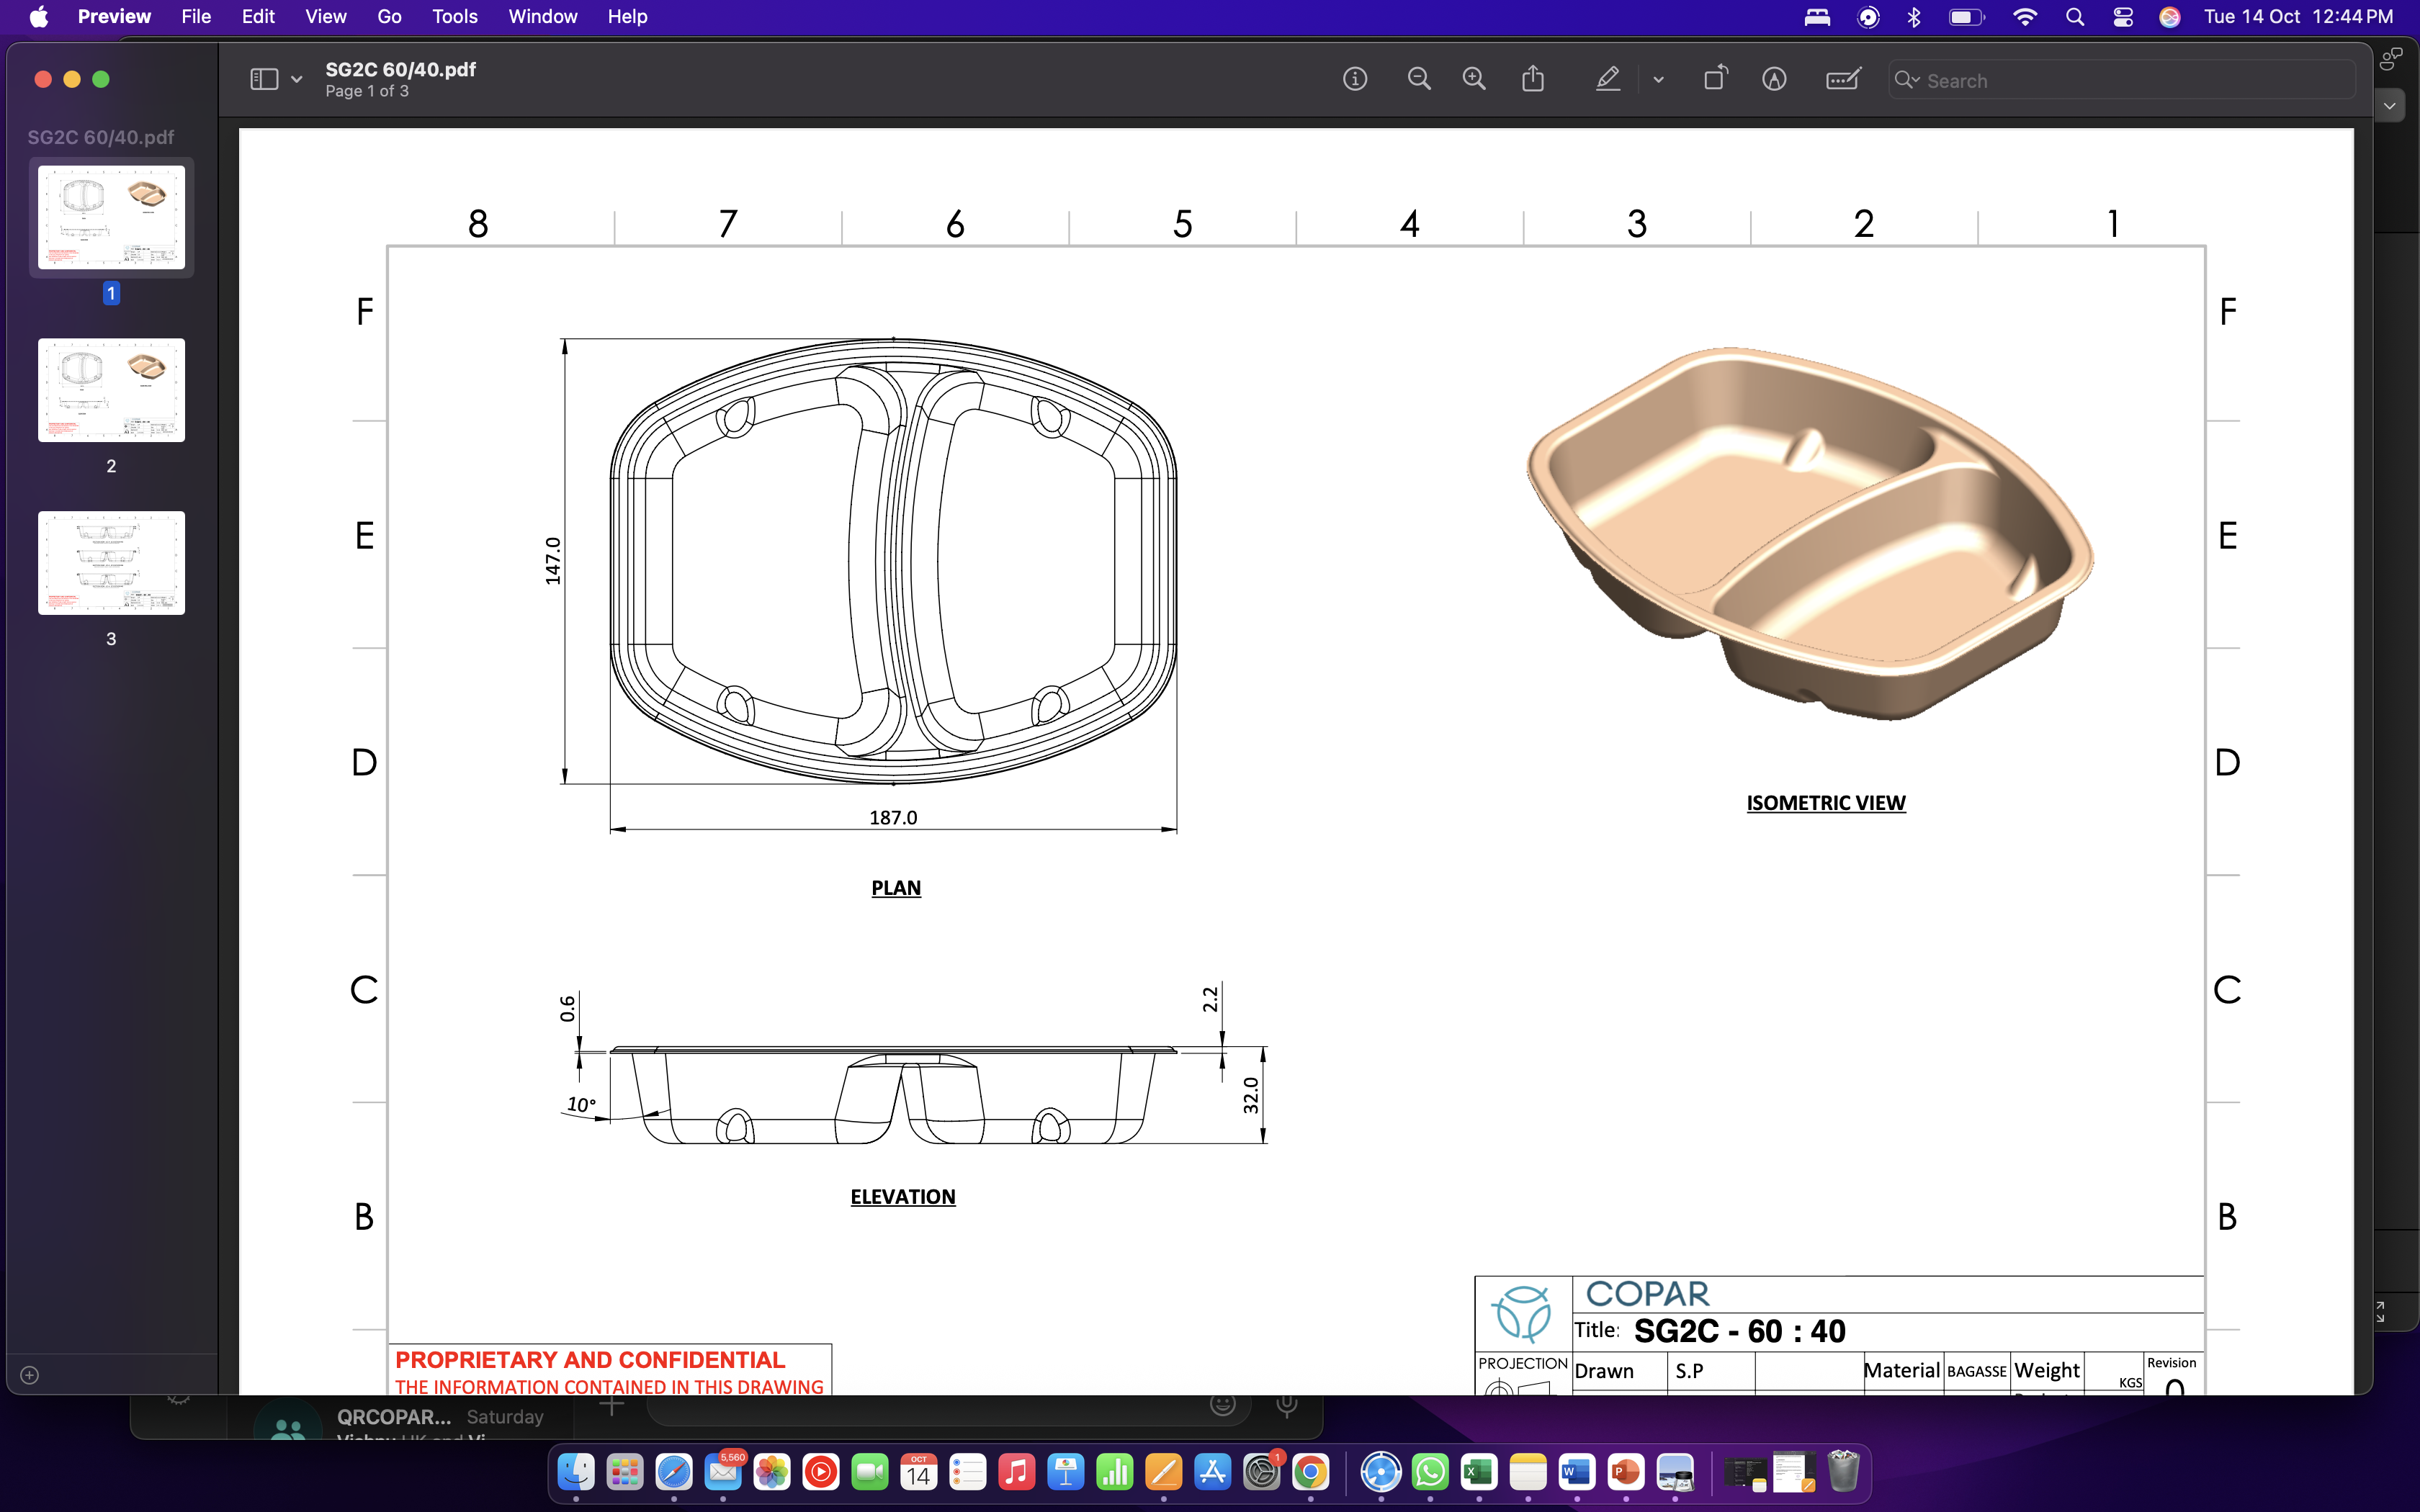 Preview File Edit View Go Tools Window Help Tue 14 Oct 12:44 PM
SG2C 60/40.pdf
Page 1 of 3
Search
SG2C 60/40.pdf
1
2
3
8 7 6 5 4 3 2 1
F F
E E
D D
C C
B B
147.0
187.0
PLAN
ISOMETRIC VIEW
0.6
2.2
10°
32.0
ELEVATION
COPAR
Title: SG2C - 60 : 40
PROJECTION Drawn S.P Material BAGASSE Weight KGS Revision
0
PROPRIETARY AND CONFIDENTIAL
THE INFORMATION CONTAINED IN THIS DRAWING
QRCOPAR... Saturday
5,560
OCT
14
1
X
W
P